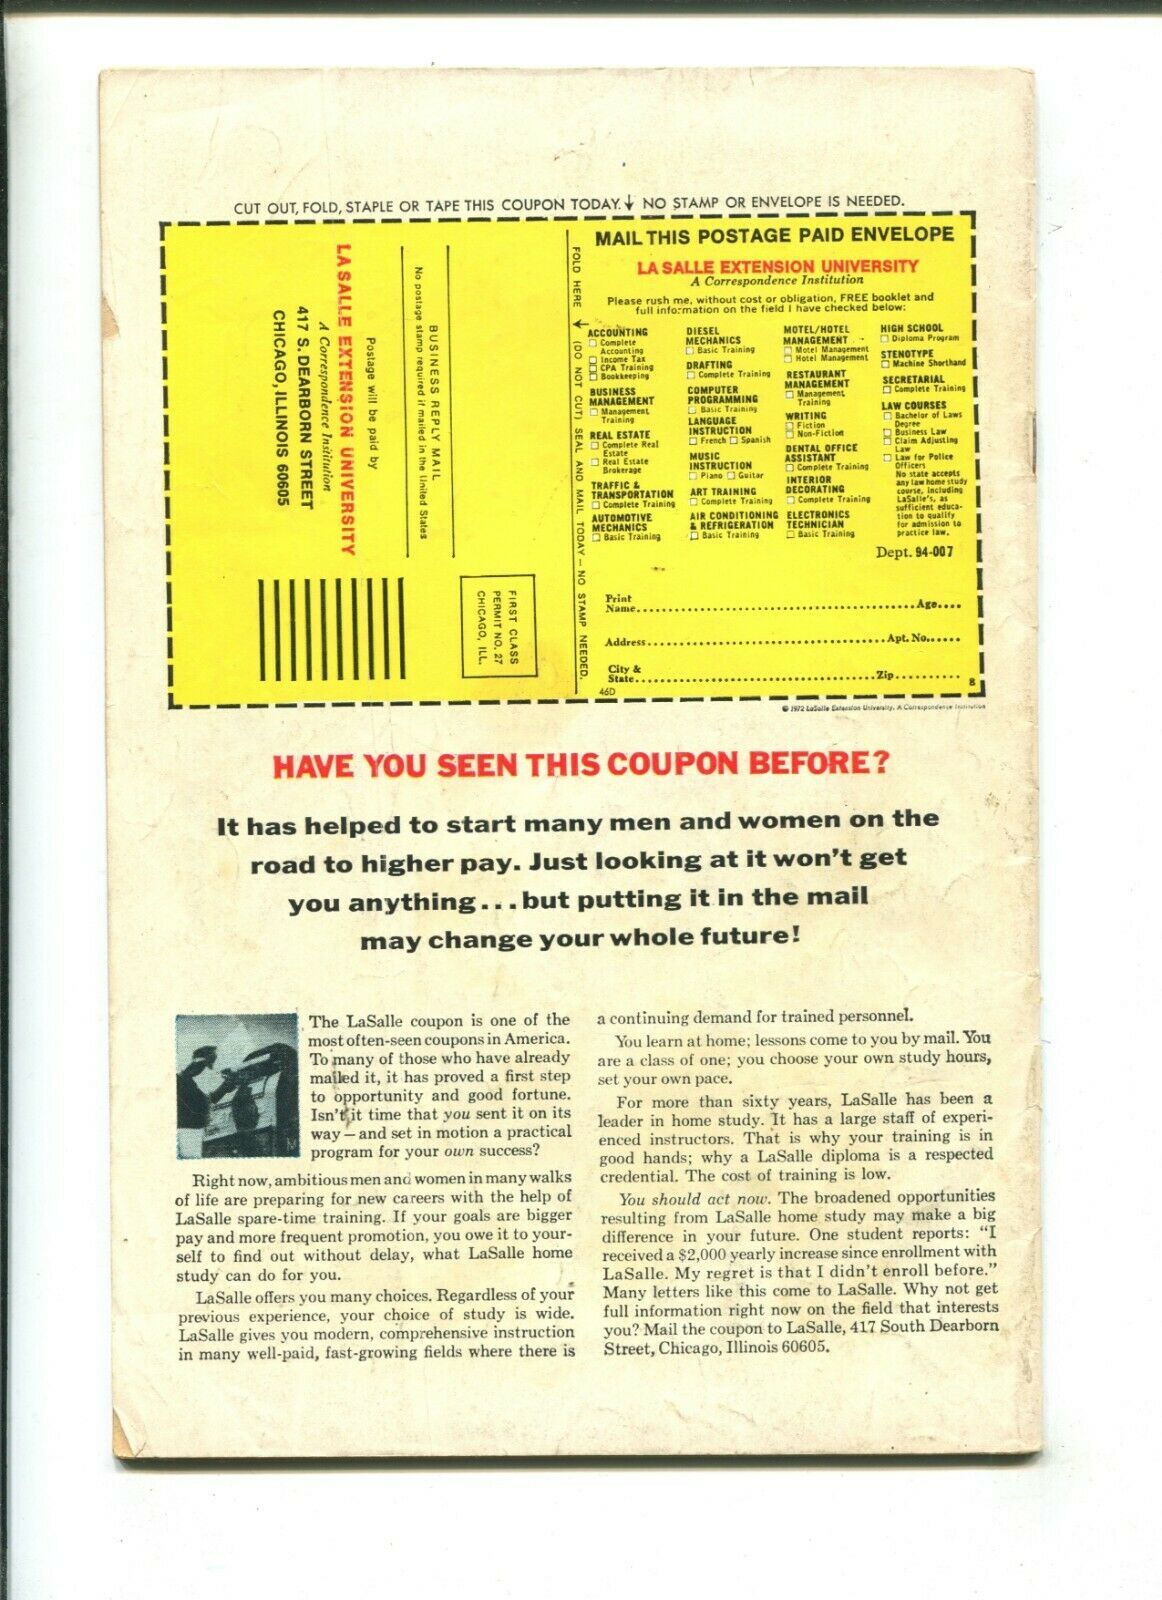 CUT OUT, FOLD, STAPLE OR TAPE THIS COUPON TODAY. ↓ NO STAMP OR ENVELOPE IS NEEDED.
BUSINESS REPLY MAIL
No postage stamp required if mailed in the United States
Postage will be paid by
LA SALLE EXTENSION UNIVERSITY
A Correspondence Institution
417 S. DEARBORN STREET
CHICAGO, ILLINOIS 60605
FIRST CLASS
PERMIT NO. 27
CHICAGO, ILL.
FOLD HERE → (DO NOT CUT) SEAL AND MAIL TODAY – NO STAMP NEEDED.
MAIL THIS POSTAGE PAID ENVELOPE
LA SALLE EXTENSION UNIVERSITY
A Correspondence Institution
Please rush me, without cost or obligation, FREE booklet and
full information on the field I have checked below:
ACCOUNTING
☐ Complete
Accounting
☐ Income Tax
☐ CPA Training
☐ Bookkeeping
BUSINESS
MANAGEMENT
☐ Management
Training
REAL ESTATE
☐ Complete Real
Estate
☐ Real Estate
Brokerage
TRAFFIC &
TRANSPORTATION
☐ Complete Training
AUTOMOTIVE
MECHANICS
☐ Basic Training
DIESEL
MECHANICS
☐ Basic Training
DRAFTING
☐ Complete Training
COMPUTER
PROGRAMMING
☐ Basic Training
LANGUAGE
INSTRUCTION
☐ French ☐ Spanish
MUSIC
INSTRUCTION
☐ Piano ☐ Guitar
ART TRAINING
☐ Complete Training
AIR CONDITIONING
& REFRIGERATION
☐ Basic Training
MOTEL/HOTEL
MANAGEMENT
☐ Motel Management
☐ Hotel Management
RESTAURANT
MANAGEMENT
☐ Management
Training
WRITING
☐ Fiction
☐ Non-Fiction
DENTAL OFFICE
ASSISTANT
☐ Complete Training
INTERIOR
DECORATING
☐ Complete Training
ELECTRONICS
TECHNICIAN
☐ Basic Training
HIGH SCHOOL
☐ Diploma Program
STENOTYPE
☐ Machine Shorthand
SECRETARIAL
☐ Complete Training
LAW COURSES
☐ Bachelor of Laws
Degree
☐ Business Law
☐ Claim Adjusting
Law
☐ Law for Police
Officers
No state accepts
any law home study
course, including
LaSalle's, as
sufficient educa-
tion to qualify
for admission to
practice law.
Dept. 94-007
Print
Name........Age....
Address........Apt. No......
City &
State........Zip........
46D
8
© 1972 LaSalle Extension University, A Correspondence Institution
HAVE YOU SEEN THIS COUPON BEFORE?
It has helped to start many men and women on the
road to higher pay. Just looking at it won't get
you anything...but putting it in the mail
may change your whole future!
The LaSalle coupon is one of the
most often-seen coupons in America.
To many of those who have already
mailed it, it has proved a first step
to opportunity and good fortune.
Isn't it time that you sent it on its
way – and set in motion a practical
program for your own success?
Right now, ambitious men and women in many walks
of life are preparing for new careers with the help of
LaSalle spare-time training. If your goals are bigger
pay and more frequent promotion, you owe it to your-
self to find out without delay, what LaSalle home
study can do for you.
LaSalle offers you many choices. Regardless of your
previous experience, your choice of study is wide.
LaSalle gives you modern, comprehensive instruction
in many well-paid, fast-growing fields where there is
a continuing demand for trained personnel.
You learn at home; lessons come to you by mail. You
are a class of one; you choose your own study hours,
set your own pace.
For more than sixty years, LaSalle has been a
leader in home study. It has a large staff of experi-
enced instructors. That is why your training is in
good hands; why a LaSalle diploma is a respected
credential. The cost of training is low.
You should act now. The broadened opportunities
resulting from LaSalle home study may make a big
difference in your future. One student reports: "I
received a $2,000 yearly increase since enrollment with
LaSalle. My regret is that I didn't enroll before."
Many letters like this come to LaSalle. Why not get
full information right now on the field that interests
you? Mail the coupon to LaSalle, 417 South Dearborn
Street, Chicago, Illinois 60605.